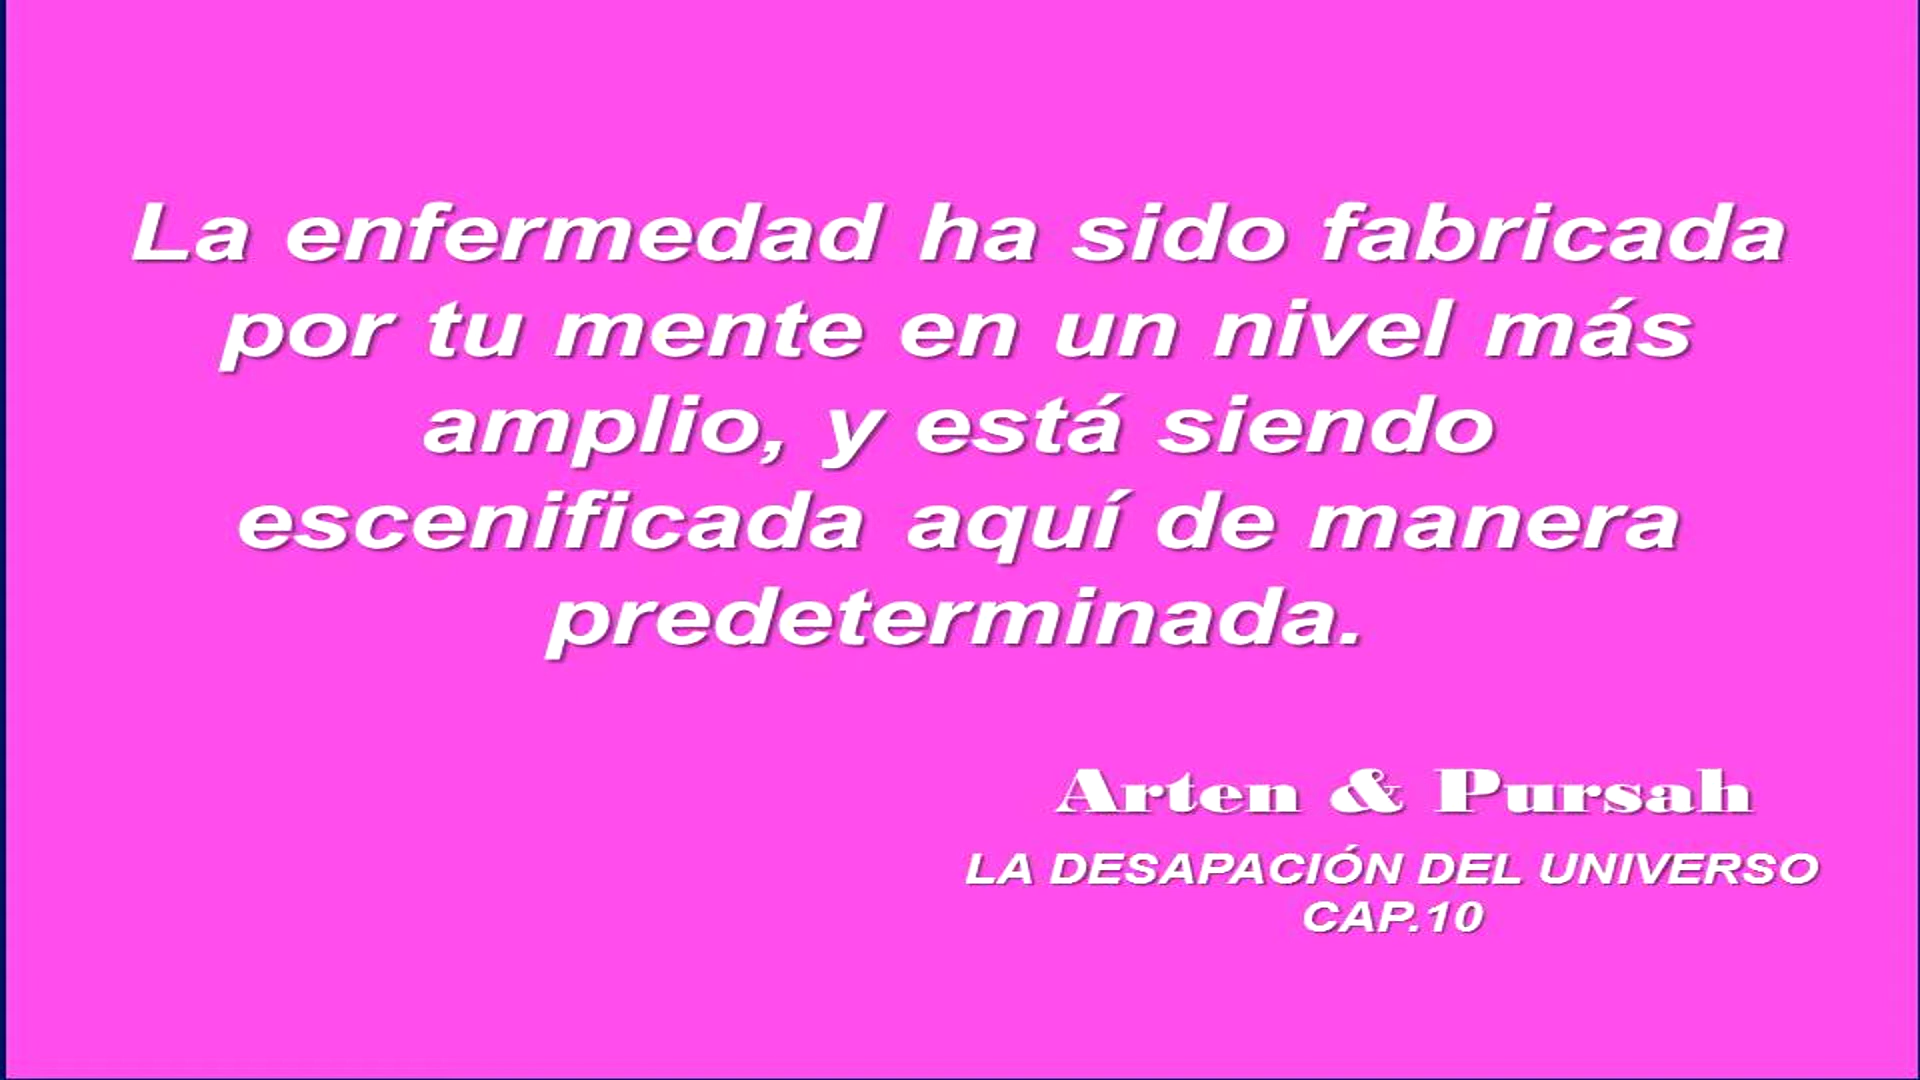 La enfermedad ha sido fabricada
por tu mente en un nivel más
amplio, y está siendo
escenificada aquí de manera
predeterminada.
Arten & Pursah
LA DESAPACIÓN DEL UNIVERSO
CAP.10